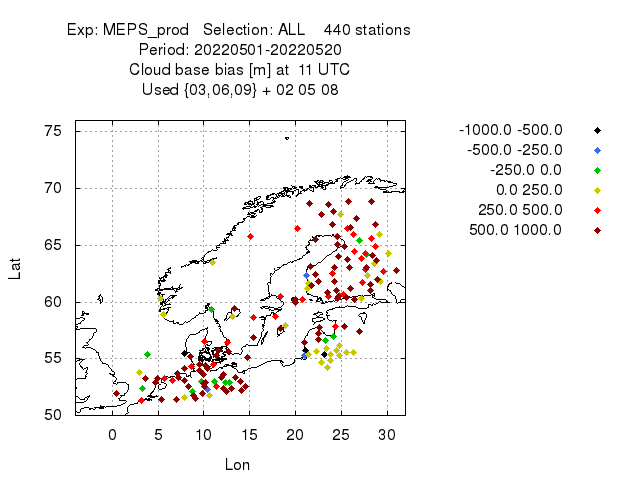 Exp: MEPS_prod Selection: ALL 440 stations
Period: 20220501-20220520
Cloud base bias [m] at 11 UTC
Used {03,06,09} + 02 05 08
-1000.0 -500.0
-500.0 -250.0
-250.0 0.0
0.0 250.0
250.0 500.0
500.0 1000.0
75
70
65
60
55
50
Lat
0 5 10 15 20 25 30
Lon